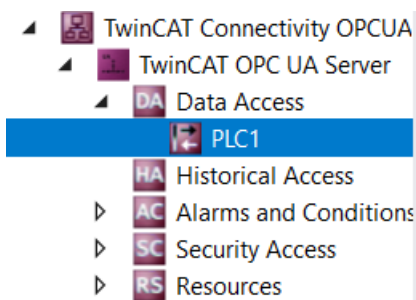 TwinCAT Connectivity OPCUA
TwinCAT OPC UA Server
DA Data Access
PLC1
HA Historical Access
AC Alarms and Conditions
SC Security Access
RS Resources